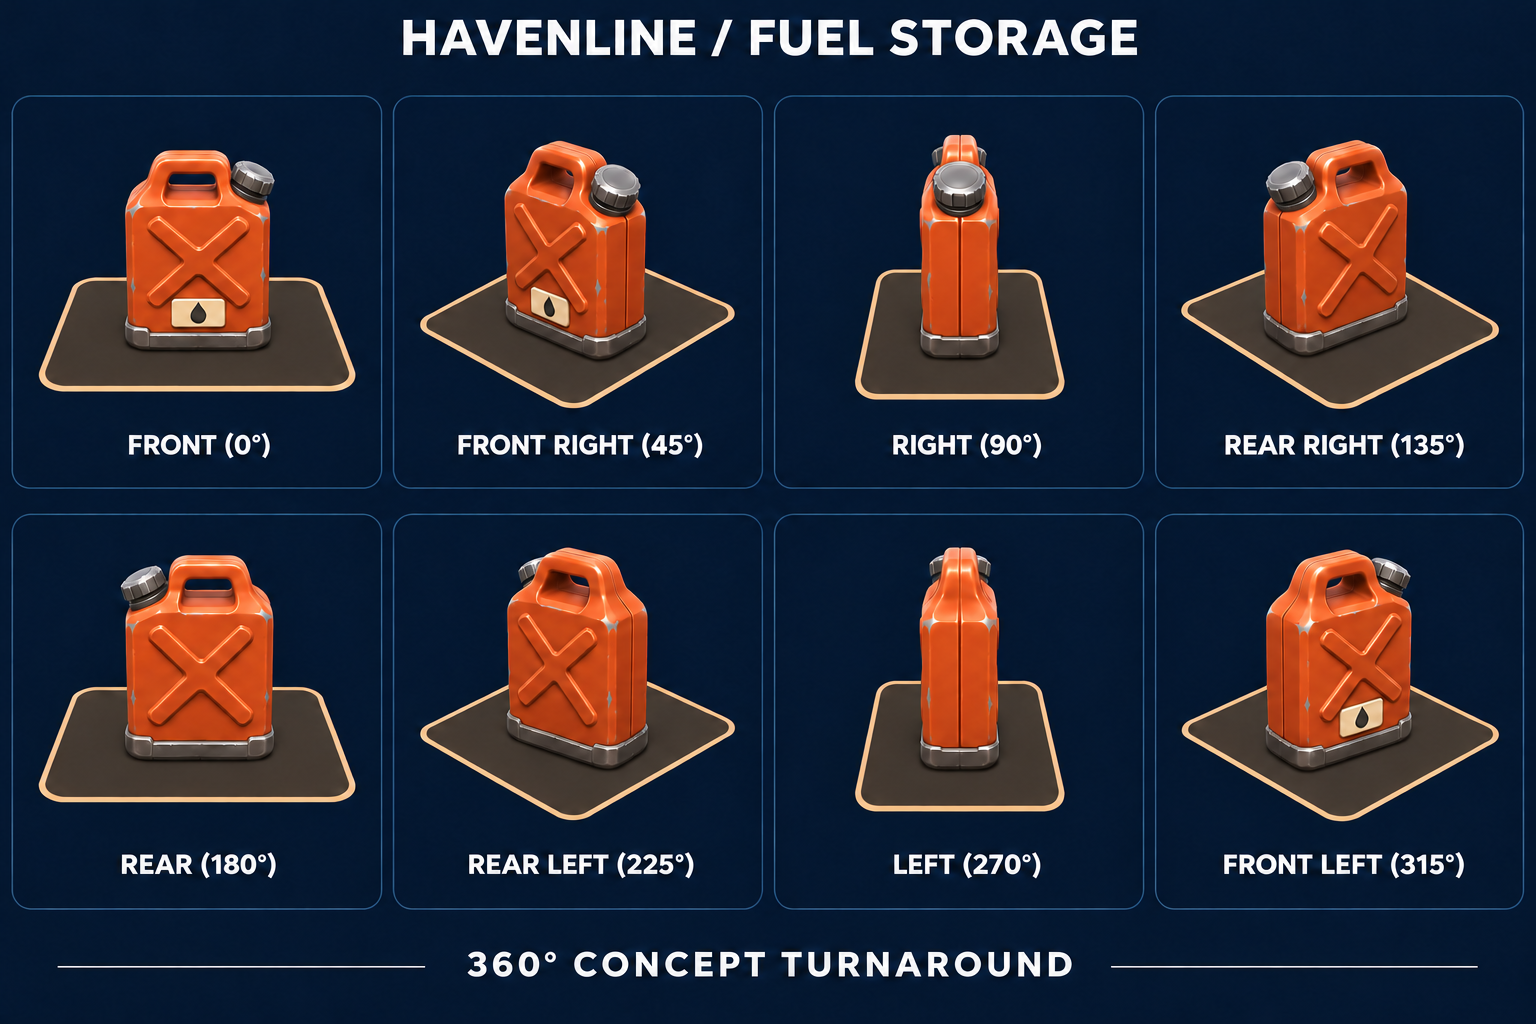 HAVENLINE / FUEL STORAGE
FRONT (0°)
FRONT RIGHT (45°)
RIGHT (90°)
REAR RIGHT (135°)
REAR (180°)
REAR LEFT (225°)
LEFT (270°)
FRONT LEFT (315°)
360° CONCEPT TURNAROUND